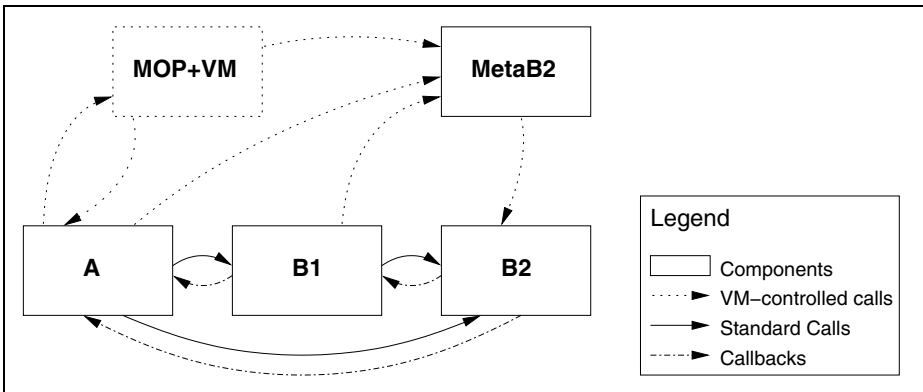 MOP+VM
MetaB2
A
B1
B2
Legend
Components
VM-controlled calls
Standard Calls
Callbacks